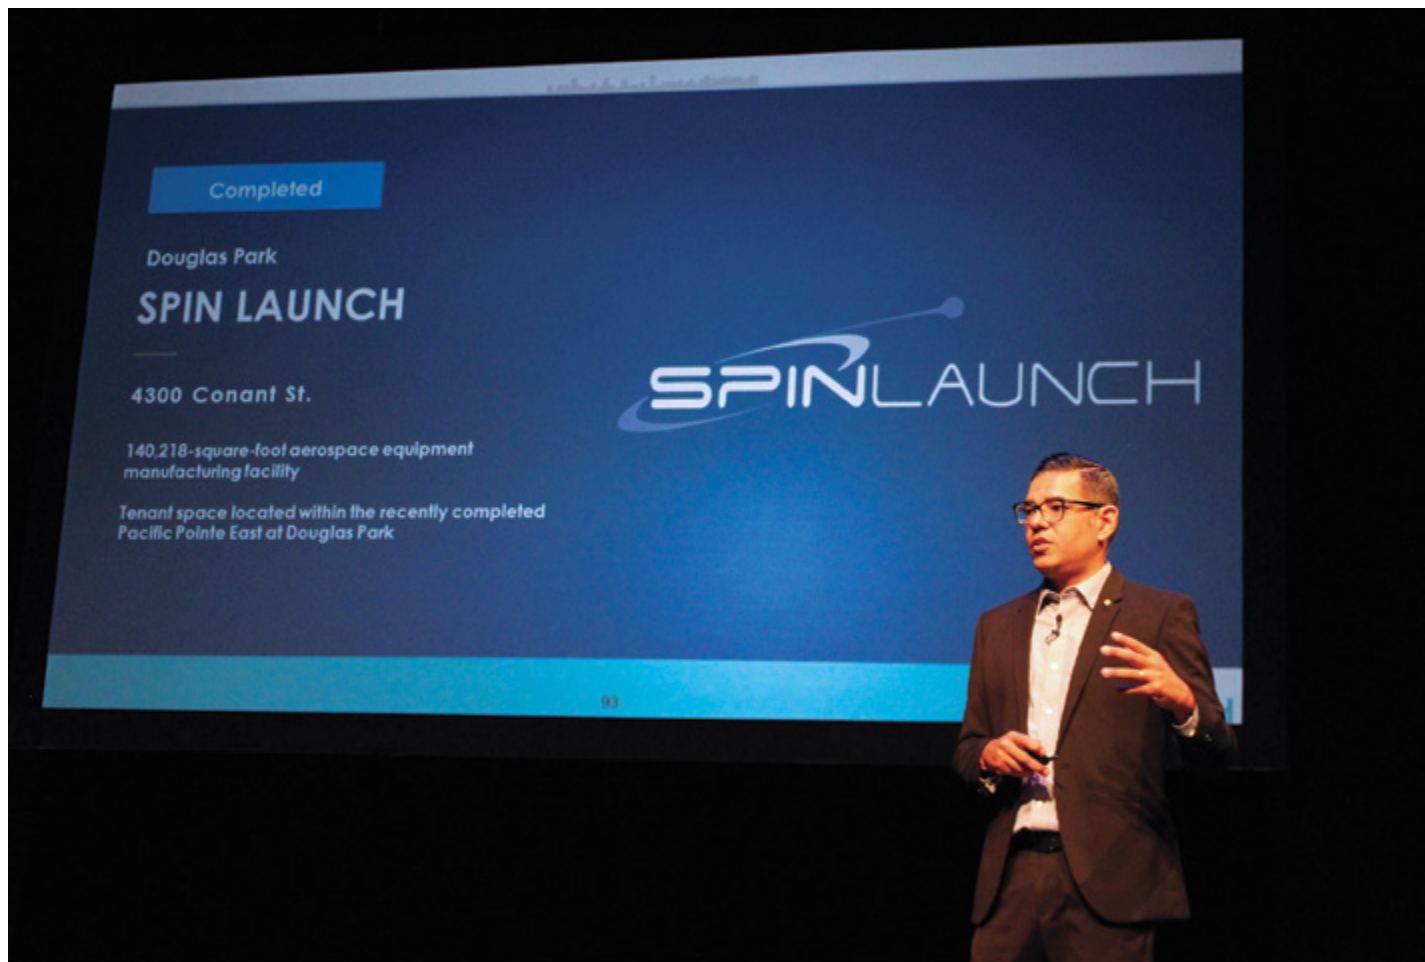 Completed
Douglas Park
SPIN LAUNCH
4300 Conant St.
140,218-square-foot aerospace equipment
manufacturing facility
Tenant space located within the recently completed
Pacific Pointe East at Douglas Park
SPINLAUNCH
93